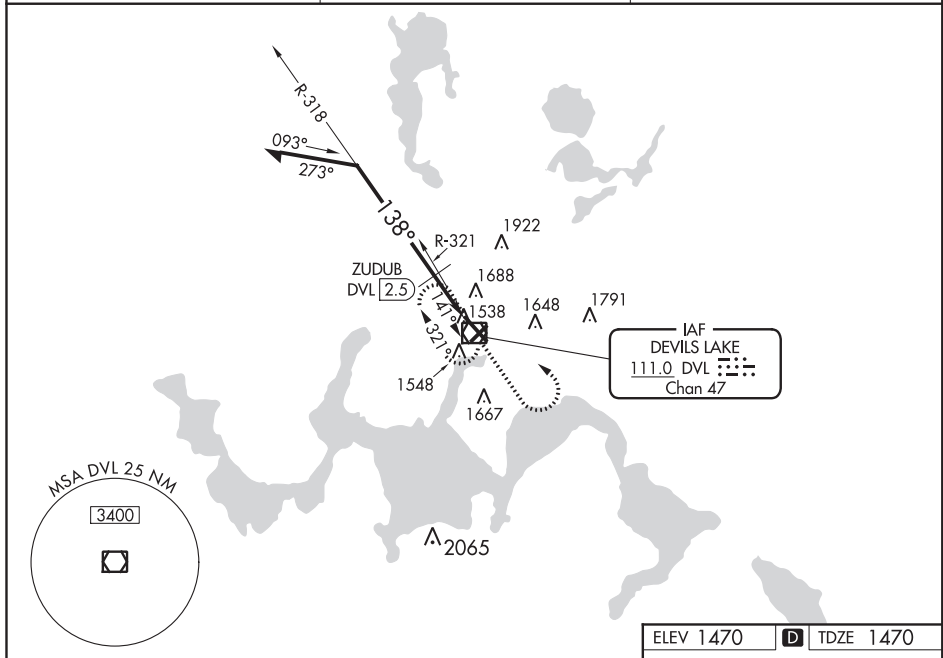 R-318
093°
273°
138°
R-321
1922
ZUDUB
DVL 2.5
1688
141°
1538
1648
1791
321°
IAF
DEVILS LAKE
111.0 DVL
Chan 47
1548
1667
MSA DVL 25 NM
3400
2065
ELEV 1470 D TDZE 1470